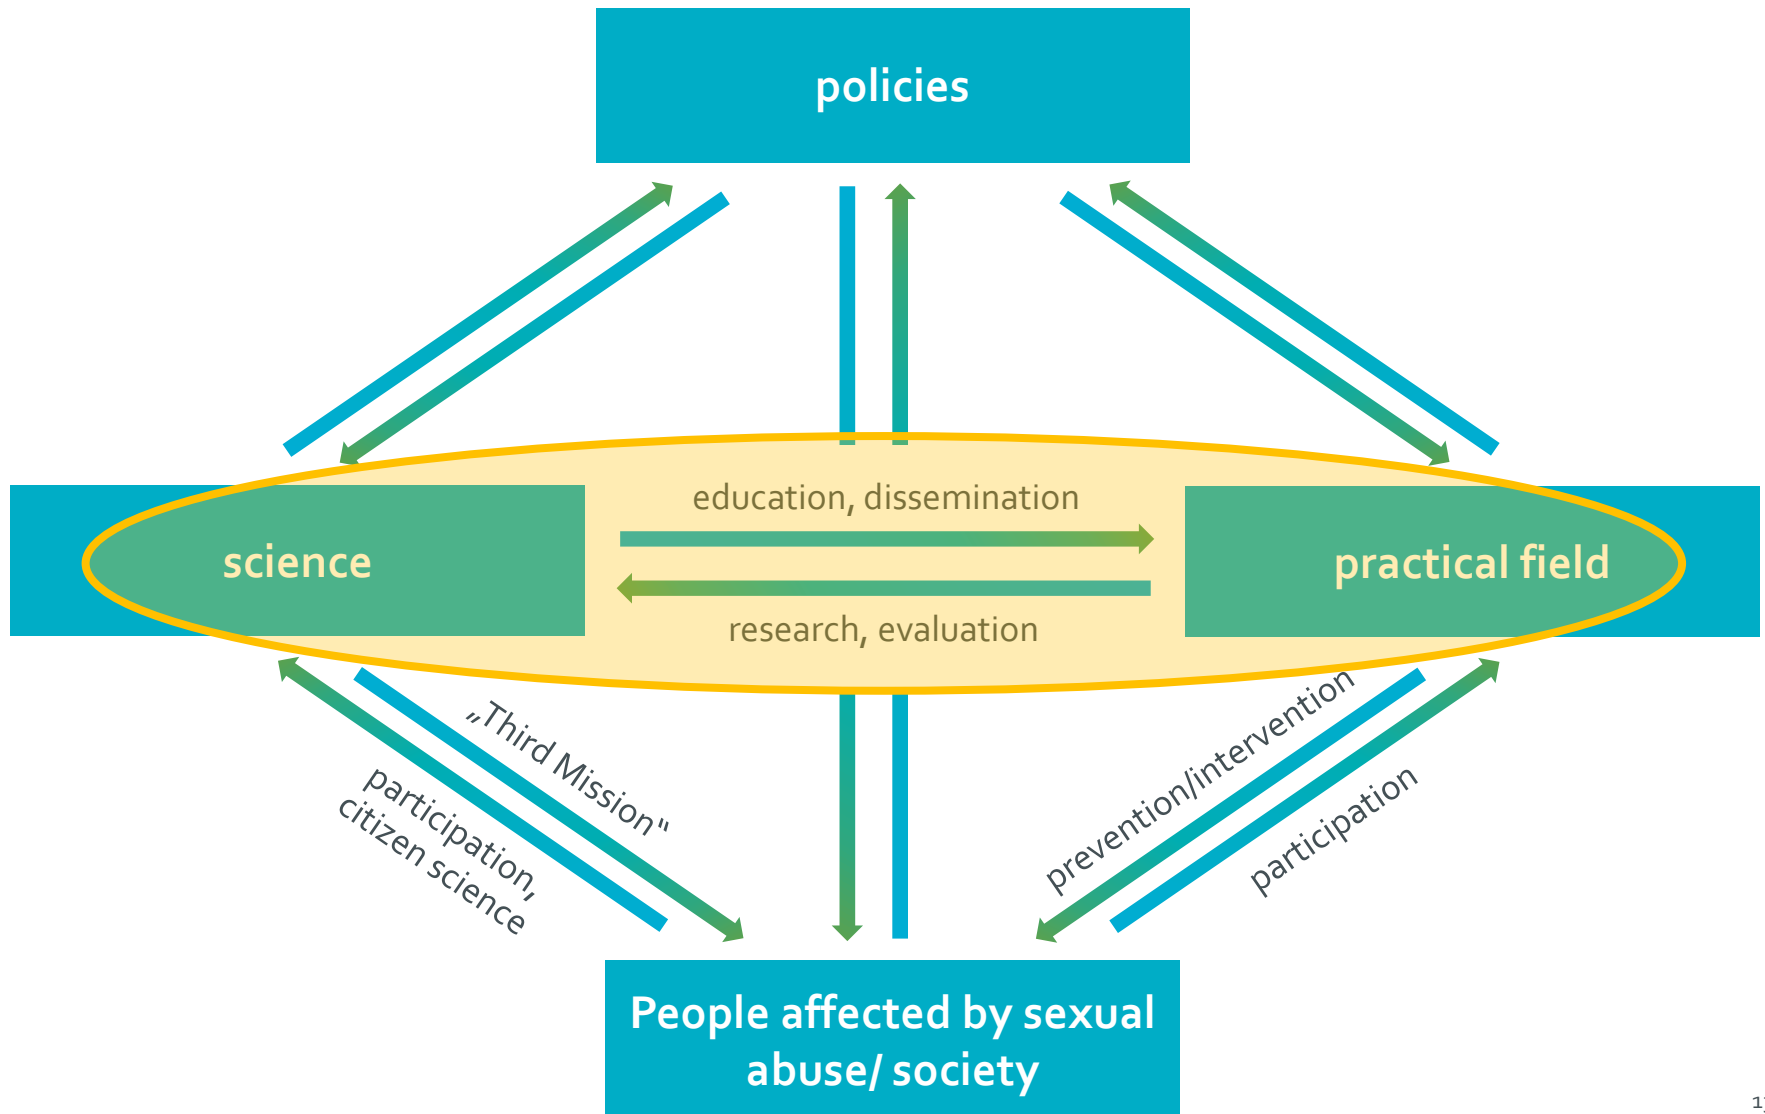 policies
education, dissemination
science
practical field
research, evaluation
„Third Mission“
participation,
citizen science
prevention/intervention
participation
People affected by sexual
abuse/ society